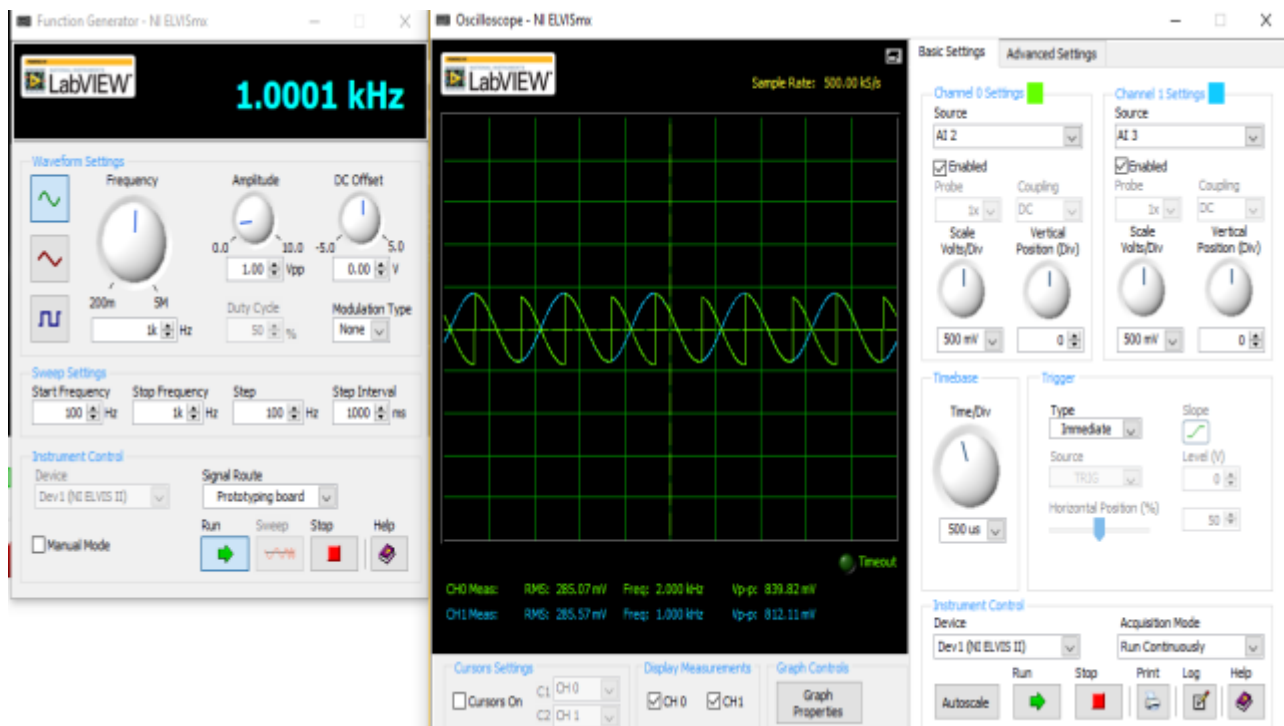 Function Generator - NI ELVISmx
LabVIEW
1.0001 kHz
Waveform Settings
Frequency
Amplitude
DC Offset
0.0
10.0
-5.0
5.0
1.00 Vpp
0.00 V
200m
5M
1k Hz
Duty Cycle
50 %
Modulation Type
None
Sweep Settings
Start Frequency
Stop Frequency
Step
Step Interval
100 Hz
1k Hz
100 Hz
1000 ms
Instrument Control
Device
Dev1 (NI ELVIS II)
Signal Route
Prototyping board
Run
Sweep
Stop
Help
Manual Mode
Oscilloscope - NI ELVISmx
LabVIEW
Sample Rate: 500.00 kS/s
Timeout
CH0 Meas: RMS: 285.07 mV Freq: 2.000 kHz Vp-p: 839.82 mV
CH1 Meas: RMS: 285.57 mV Freq: 1.000 kHz Vp-p: 812.11 mV
Cursors Settings
Cursors On
C1 CH 0
C2 CH 1
Display Measurements
CH 0
CH1
Graph Controls
Graph
Properties
Basic Settings
Advanced Settings
Channel 0 Settings
Source
AI 2
Enabled
Probe
1x
Coupling
DC
Scale
Volts/Div
Vertical
Position (Div)
500 mV
0
Channel 1 Settings
Source
AI 3
Enabled
Probe
1x
Coupling
DC
Scale
Volts/Div
Vertical
Position (Div)
500 mV
0
Timebase
Time/Div
500 us
Trigger
Type
Immediate
Slope
Source
TRIG
Level (V)
0
Horizontal Position (%)
50
Instrument Control
Device
Dev1 (NI ELVIS II)
Acquisition Mode
Run Continuously
Run
Stop
Print
Log
Help
Autoscale